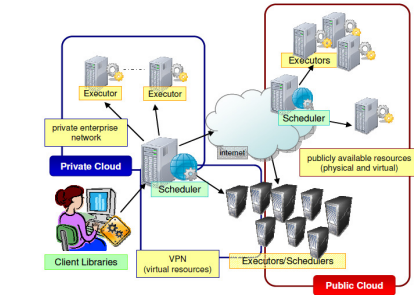 Executors
Executor
Executor
Scheduler
private enterprise
network
internet
publicly available resources
(physical and virtual)
Private Cloud
Scheduler
Client Libraries
VPN
(virtual resources)
Executors/Schedulers
Public Cloud